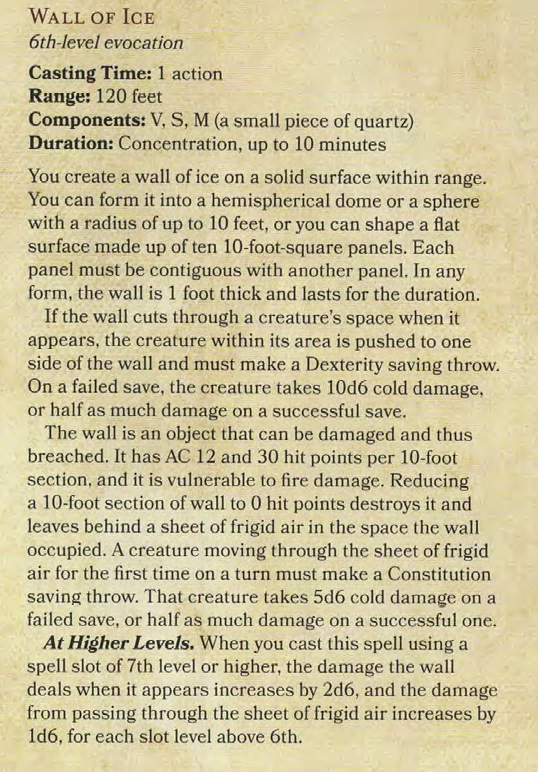 WALL OF ICE
6th-level evocation
Casting Time: 1 action
Range: 120 feet
Components: V, S, M (a small piece of quartz)
Duration: Concentration, up to 10 minutes
You create a wall of ice on a solid surface within range.
You can form it into a hemispherical dome or a sphere
with a radius of up to 10 feet, or you can shape a flat
surface made up of ten 10-foot-square panels. Each
panel must be contiguous with another panel. In any
form, the wall is 1 foot thick and lasts for the duration.
If the wall cuts through a creature's space when it
appears, the creature within its area is pushed to one
side of the wall and must make a Dexterity saving throw.
On a failed save, the creature takes 10d6 cold damage,
or half as much damage on a successful save.
The wall is an object that can be damaged and thus
breached. It has AC 12 and 30 hit points per 10-foot
section, and it is vulnerable to fire damage. Reducing
a 10-foot section of wall to 0 hit points destroys it and
leaves behind a sheet of frigid air in the space the wall
occupied. A creature moving through the sheet of frigid
air for the first time on a turn must make a Constitution
saving throw. That creature takes 5d6 cold damage on a
failed save, or half as much damage on a successful one.
At Higher Levels. When you cast this spell using a
spell slot of 7th level or higher, the damage the wall
deals when it appears increases by 2d6, and the damage
from passing through the sheet of frigid air increases by
1d6, for each slot level above 6th.